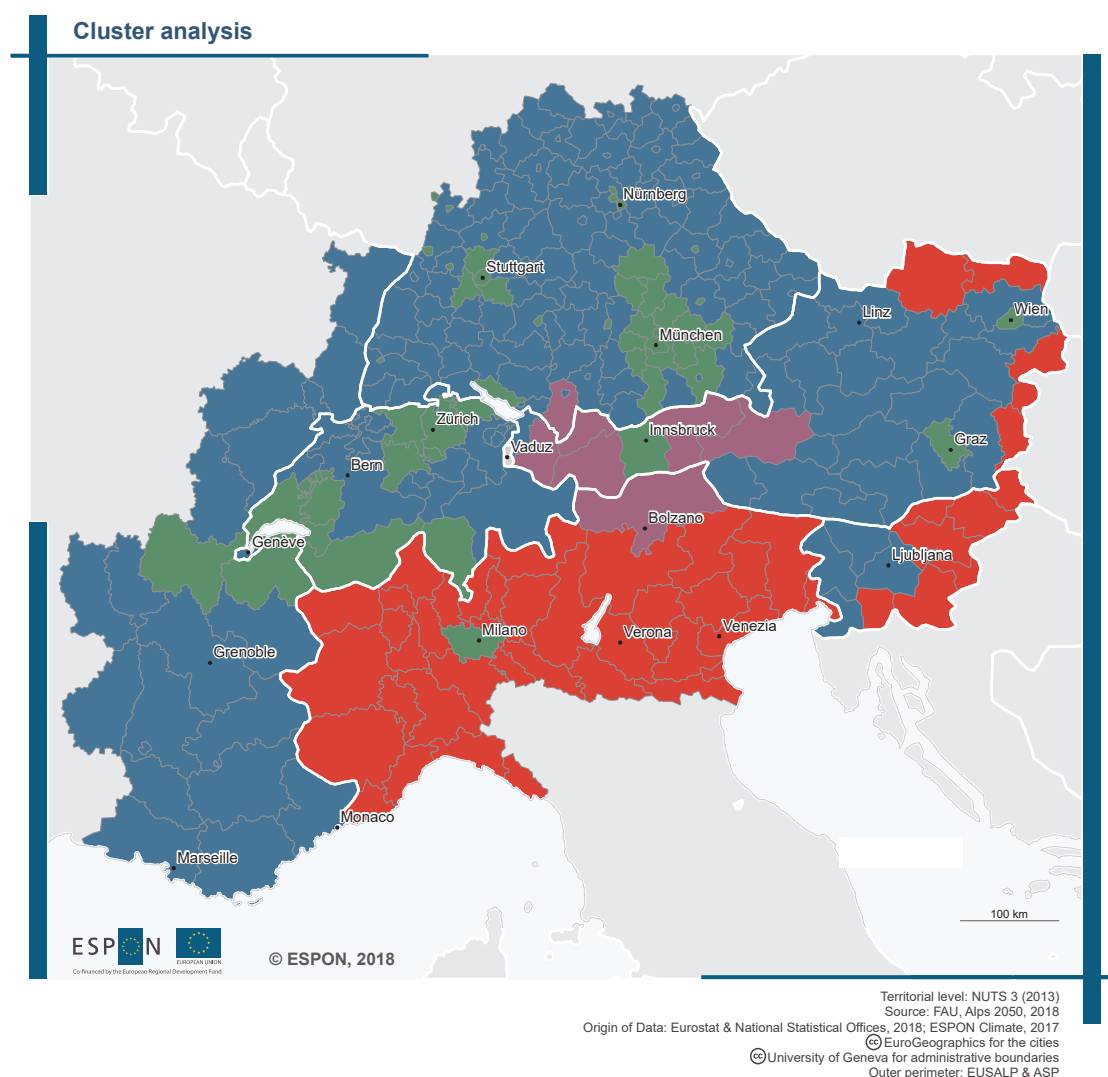 Cluster analysis
Nürnberg
Stuttgart
Linz
Wien
München
Zürich
Innsbruck
Graz
Vaduz
Bern
Bolzano
Genève
Ljubljana
Milano
Venezia
Verona
Grenoble
Monaco
Marseille
100 km
ESPON
EUROPEAN UNION
Co-financed by the European Regional Development Fund
© ESPON, 2018
Territorial level: NUTS 3 (2013)
Source: FAU, Alps 2050, 2018
Origin of Data: Eurostat & National Statistical Offices, 2018; ESPON Climate, 2017
cc EuroGeographics for the cities
cc University of Geneva for administrative boundaries
Outer perimeter: EUSALP & ASP